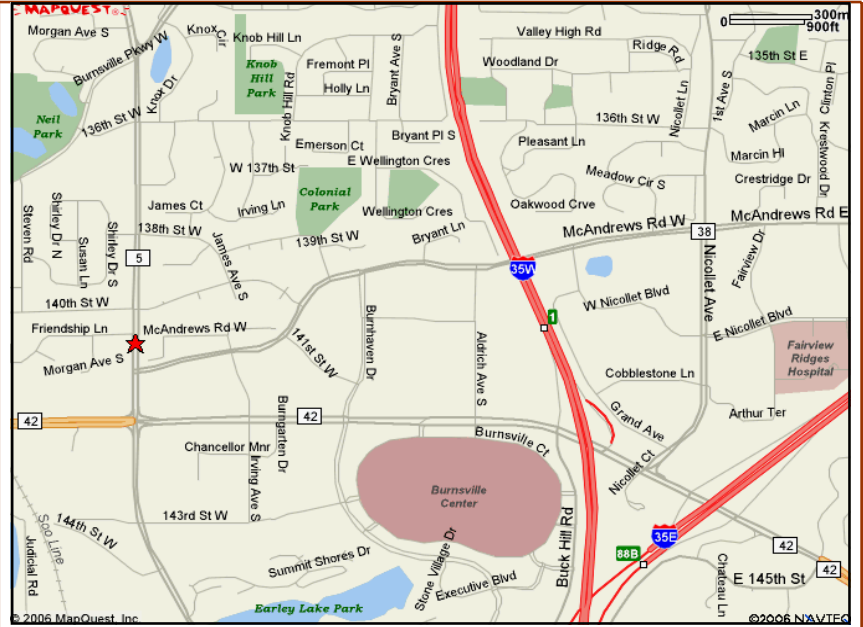 MAPQUEST
0 300m
900ft
Morgan Ave S
Knox Cir
Knob Hill Ln
Bryant Ave S
Valley High Rd
Ridge Rd
135th St E
Burnsville Pkwy W
Knob
Hill
Park
Fremont Pl
Woodland Dr
Holly Ln
Knox Dr
Knob Hill Rd
Nicollet Ln
1st Ave S
Clinton Pl
Neil
Park
136th St W
Bryant Pl S
136th St W
Marcin Ln
Krestwood Dr
Emerson Ct
Pleasant Ln
W 137th St
E Wellington Cres
Marcin Hl
Meadow Cir S
Crestridge Dr
Colonial
Park
Steven Rd
Shirley Dr N
Susan Ln
Shirley Dr S
James Ct
Irving Ln
Wellington Cres
Oakwood Crve
McAndrews Rd E
138th St W
139th St W
Bryant Ln
McAndrews Rd W
38
James Ave S
5
35W
Nicollet Ave
Fairview Dr
140th St W
W Nicollet Blvd
1
E Nicollet Blvd
Friendship Ln
McAndrews Rd W
141st St W
Burnhaven Dr
Aldrich Ave S
Fairview
Ridges
Hospital
Morgan Ave S
Cobblestone Ln
42
Burngarten Dr
42
Grand Ave
Arthur Ter
Chancellor Mnr
Irving Ave S
Burnsville Ct
Nicollet Ct
Burnsville
Center
143rd St W
144th St W
Soo Line
Judicial Rd
Buck Hill Rd
35E
88B
42
42
Summit Shores Dr
Stone Village Dr
Executive Blvd
Chateau Ln
E 145th St
Earley Lake Park
© 2006 MapQuest, Inc.
©2006 NAVTEQ